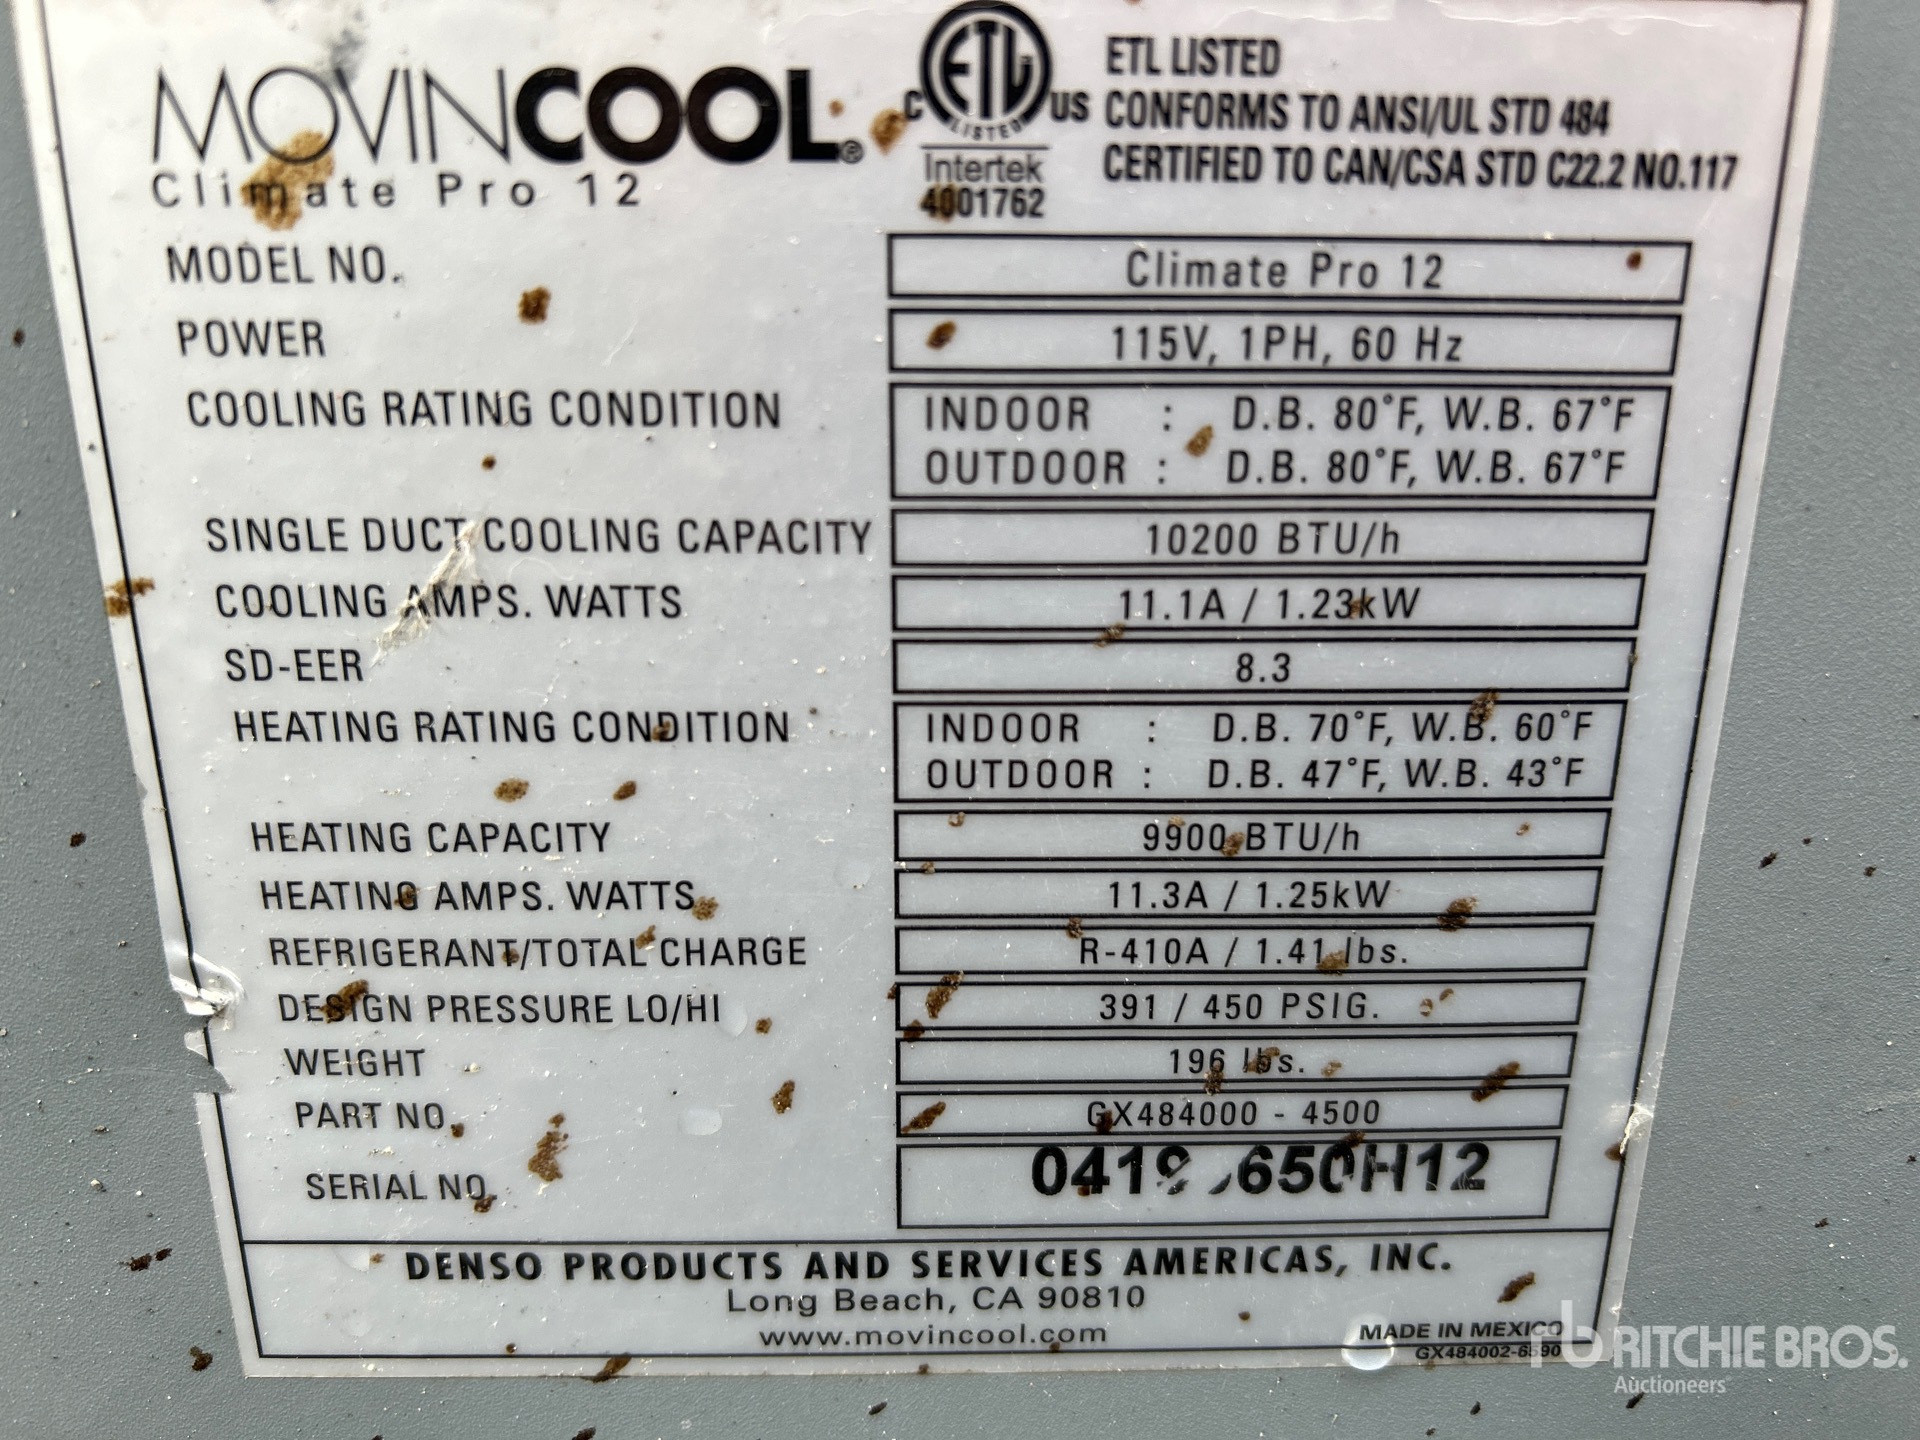 MOVINCOOL®
Climate Pro 12
C ETL US
LISTED
Intertek
4001762
ETL LISTED
CONFORMS TO ANSI/UL STD 484
CERTIFIED TO CAN/CSA STD C22.2 NO.117
MODEL NO. Climate Pro 12
POWER 115V, 1PH, 60 Hz
COOLING RATING CONDITION INDOOR : D.B. 80°F, W.B. 67°F
OUTDOOR : D.B. 80°F, W.B. 67°F
SINGLE DUCT COOLING CAPACITY 10200 BTU/h
COOLING AMPS. WATTS 11.1A / 1.23kW
SD-EER 8.3
HEATING RATING CONDITION INDOOR : D.B. 70°F, W.B. 60°F
OUTDOOR : D.B. 47°F, W.B. 43°F
HEATING CAPACITY 9900 BTU/h
HEATING AMPS. WATTS 11.3A / 1.25kW
REFRIGERANT/TOTAL CHARGE R-410A / 1.41 lbs.
DESIGN PRESSURE LO/HI 391 / 450 PSIG.
WEIGHT 196 lbs.
PART NO. GX484000 - 4500
SERIAL NO.
DENSO PRODUCTS AND SERVICES AMERICAS, INC.
Long Beach, CA 90810
www.movincool.com
MADE IN MEXICO
GX484002-6590
rb RITCHIE BROS.
Auctioneers